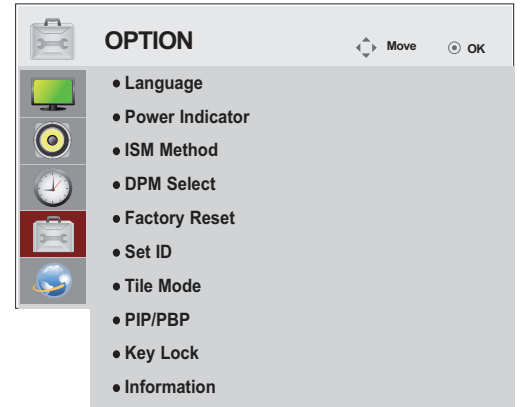 OPTION
Move
OK
● Language
● Power Indicator
● ISM Method
● DPM Select
● Factory Reset
● Set ID
● Tile Mode
● PIP/PBP
● Key Lock
● Information